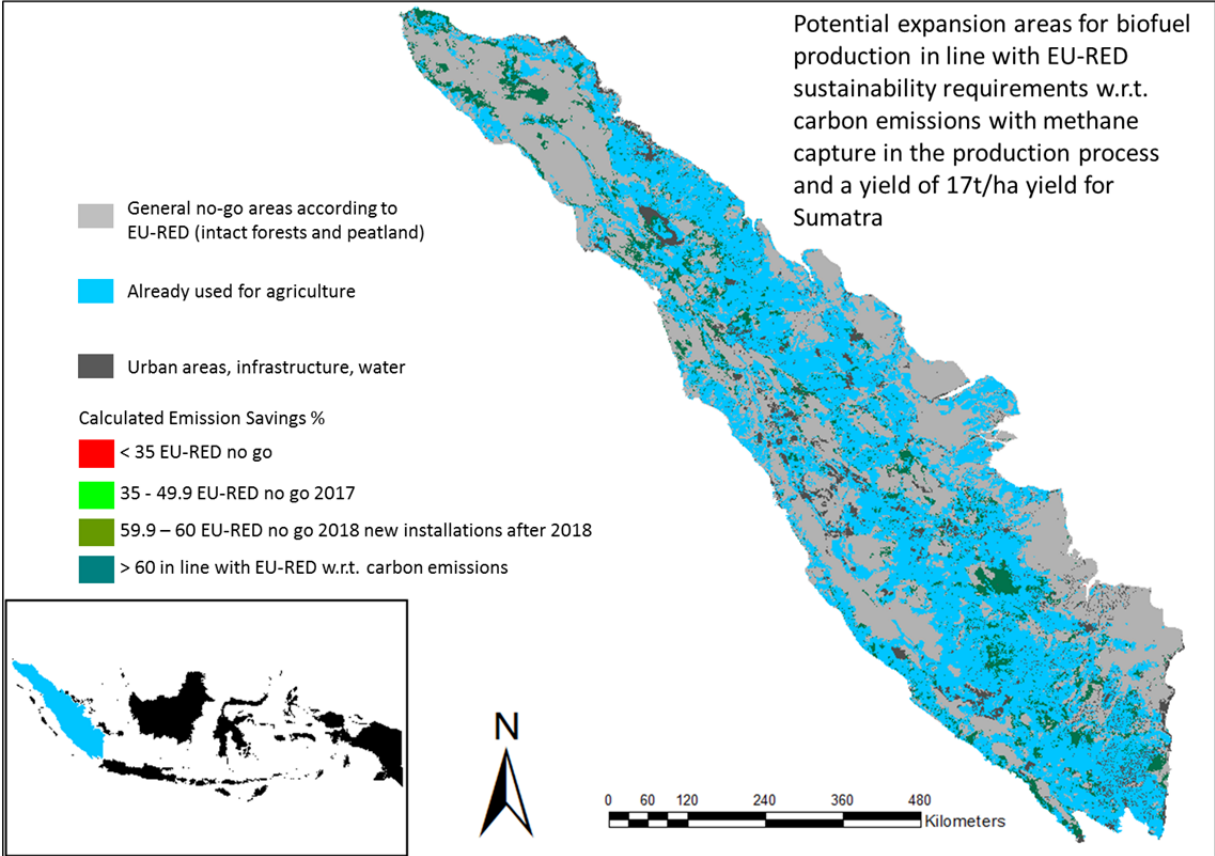 Potential expansion areas for biofuel
production in line with EU-RED
sustainability requirements w.r.t.
carbon emissions with methane
capture in the production process
and a yield of 17t/ha yield for
Sumatra
General no-go areas according to
EU-RED (intact forests and peatland)
Already used for agriculture
Urban areas, infrastructure, water
Calculated Emission Savings %
< 35 EU-RED no go
35 - 49.9 EU-RED no go 2017
59.9 – 60 EU-RED no go 2018 new installations after 2018
> 60 in line with EU-RED w.r.t. carbon emissions
N
0 60 120 240 360 480
Kilometers